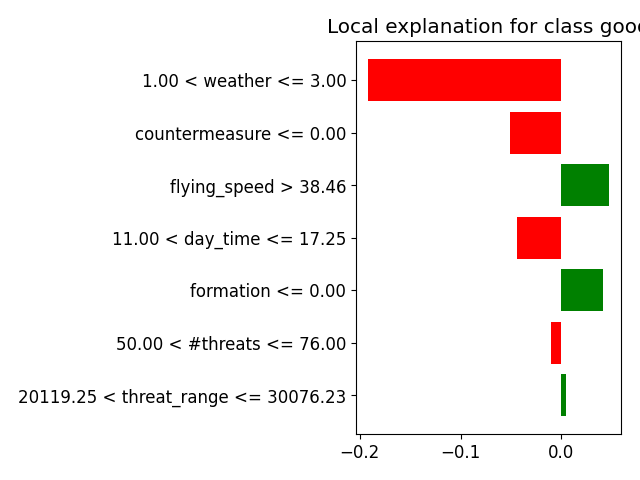 Local explanation for class good
1.00 < weather <= 3.00
countermeasure <= 0.00
flying_speed > 38.46
11.00 < day_time <= 17.25
formation <= 0.00
50.00 < #threats <= 76.00
20119.25 < threat_range <= 30076.23
−0.2 −0.1 0.0